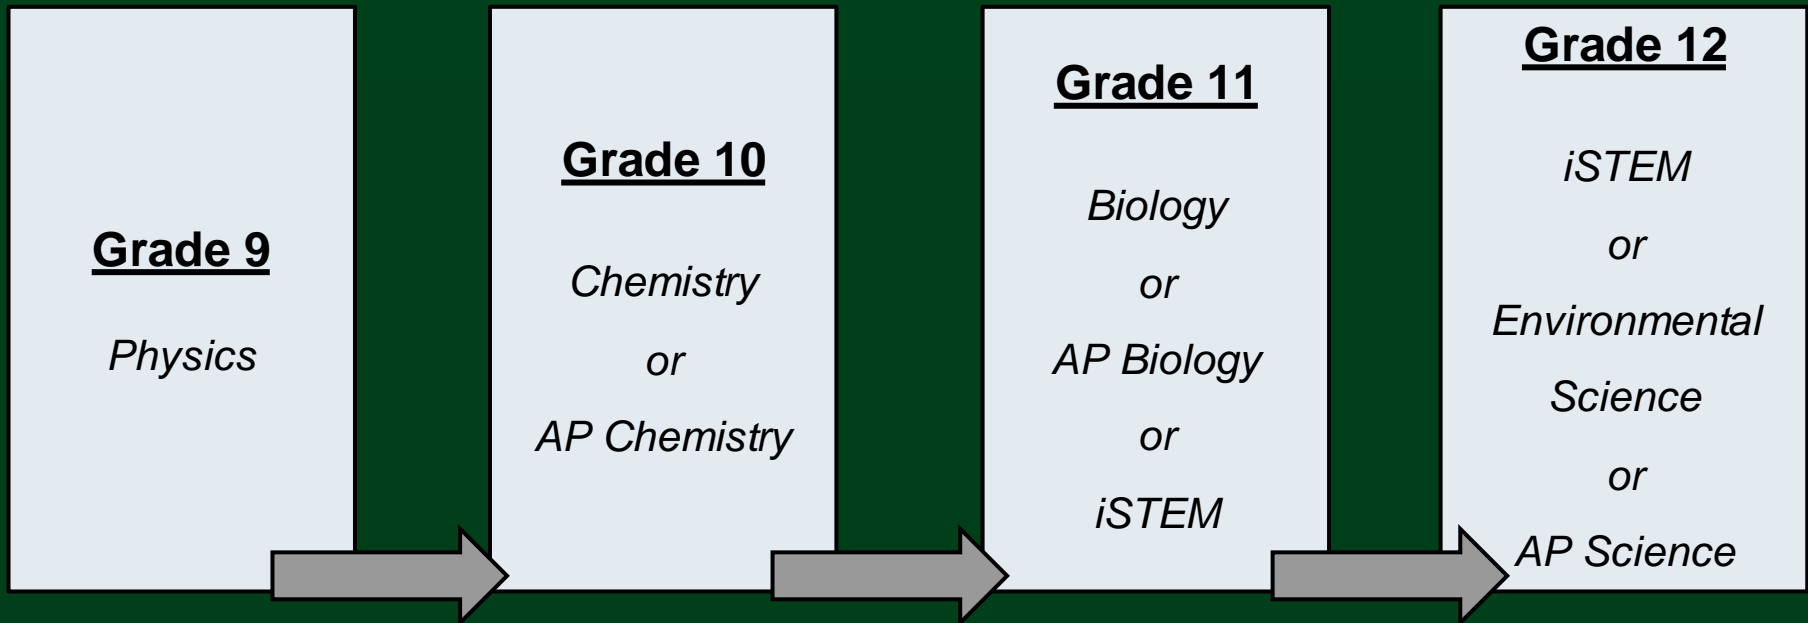 Grade 9
Physics
Grade 10
Chemistry
or
AP Chemistry
Grade 11
Biology
or
AP Biology
or
iSTEM
Grade 12
iSTEM
or
Environmental
Science
or
AP Science